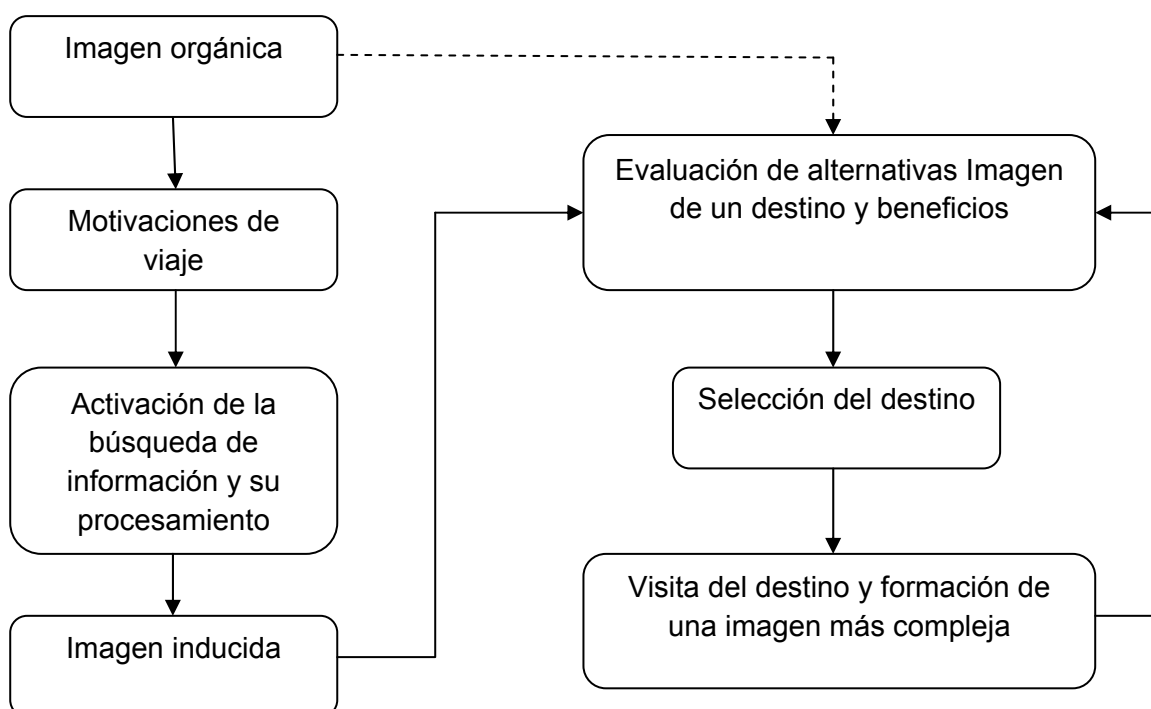 Imagen orgánica
Motivaciones de
viaje
Activación de la
búsqueda de
información y su
procesamiento
Imagen inducida
Evaluación de alternativas Imagen
de un destino y beneficios
Selección del destino
Visita del destino y formación de
una imagen más compleja